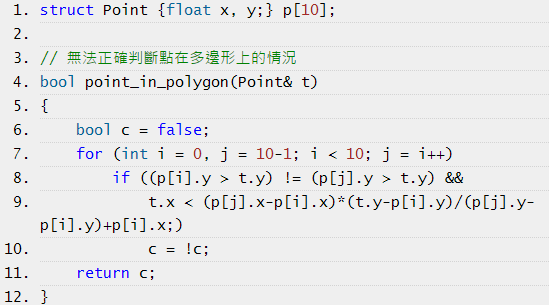 1. struct Point {float x, y;} p[10];
2.
3. // 無法正確判斷點在多邊形上的情況
4. bool point_in_polygon(Point& t)
5. {
6.     bool c = false;
7.     for (int i = 0, j = 10-1; i < 10; j = i++)
8.         if ((p[i].y > t.y) != (p[j].y > t.y) &&
9.             t.x < (p[j].x-p[i].x)*(t.y-p[i].y)/(p[j].y-
p[i].y)+p[i].x;)
10.             c = !c;
11.     return c;
12. }